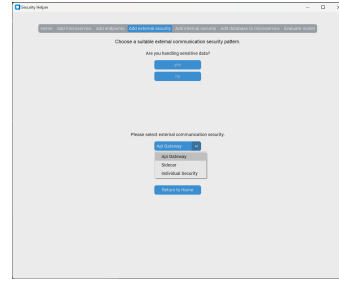 Security Helper
Home Add microservice Add endpoints Add external security Add internal security Add database to microservice Evaluate model
Choose a suitable external communication security pattern.
Are you handling sensitive data?
yes
no
Please select external communication security.
Api Gateway
Api Gateway
Sidecar
Individual Security
Return to Home